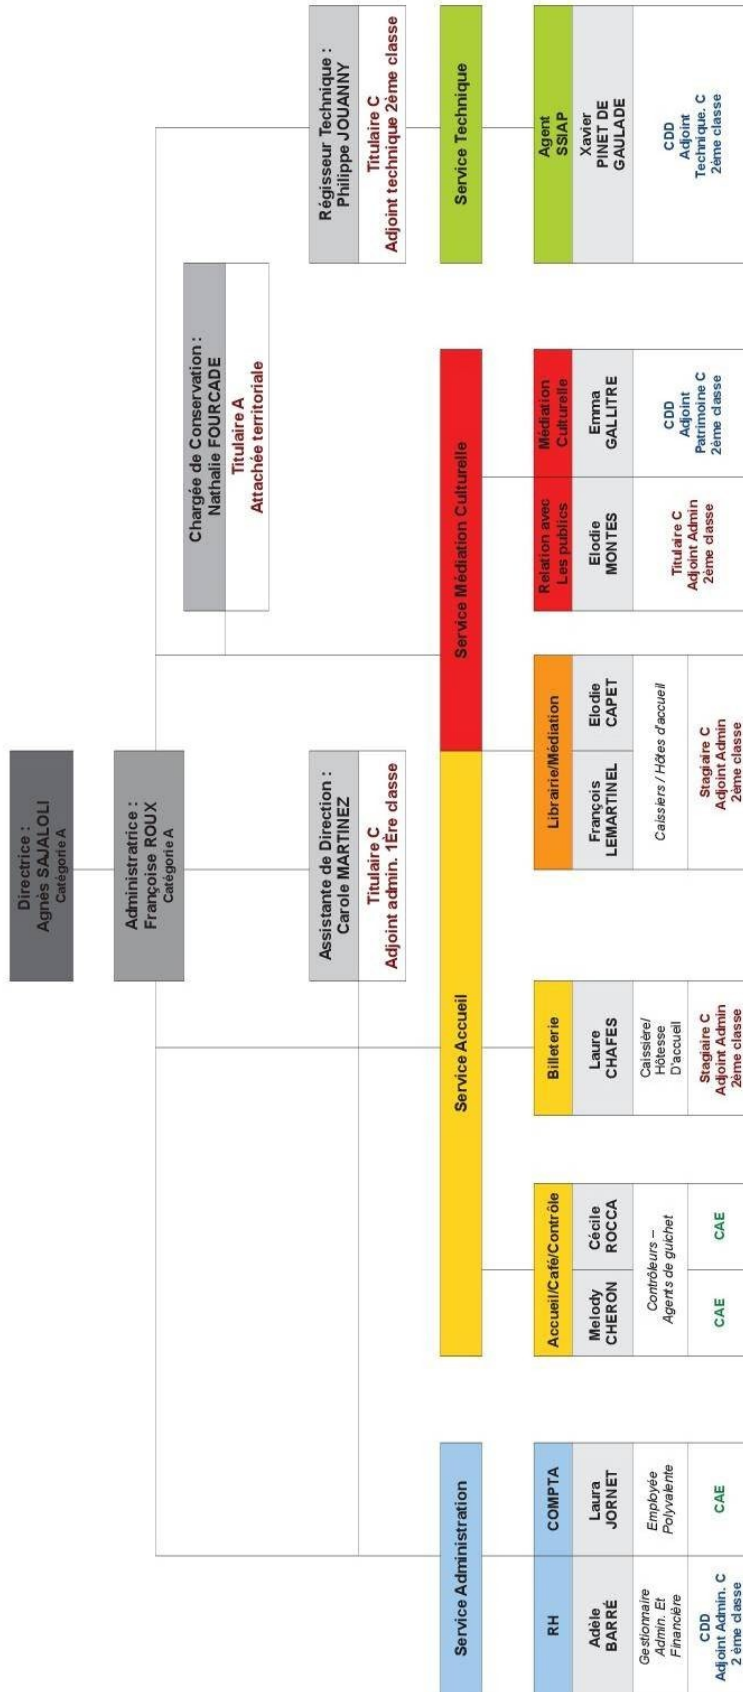 Directrice :
Agnès SAJALOLI
Catégorie A
Administratrice :
Françoise ROUX
Catégorie A
Chargée de Conservation :
Nathalie FOURCADE
Titulaire A
Attachée territoriale
Assistante de Direction :
Carole MARTINEZ
Titulaire C
Adjoint admin. 1Ère classe
Régisseur Technique :
Philippe JOUANNY
Titulaire C
Adjoint technique 2ème classe
Service Administration
Service Accueil
Service Médiation Culturelle
Service Technique
RH
Adèle
BARRÉ
Gestionnaire
Admin. Et
Financière
CDD
Adjoint Admin. C
2 ème classe
COMPTA
Laura
JORNET
Employée
Polyvalente
CAE
Accueil/Café/Contrôle
Melody
CHERON
Cécile
ROCCA
Contrôleurs –
Agents de guichet
CAE
CAE
Billeterie
Laure
CHAFES
Caissière/
Hôtesse
D'accueil
Stagiaire C
Adjoint Admin
2ème classe
Librairie/Médiation
François
LEMARTINEL
Elodie
CAPET
Caissiers / Hôtes d'accueil
Stagiaire C
Adjoint Admin
2ème classe
Relation avec
Les publics
Elodie
MONTES
Titulaire C
Adjoint Admin
2ème classe
Médiation
Culturelle
Emma
GALLITRE
CDD
Adjoint
Patrimoine C
2ème classe
Agent
SSIAP
Xavier
PINET DE
GAULADE
CDD
Adjoint
Technique. C
2ème classe